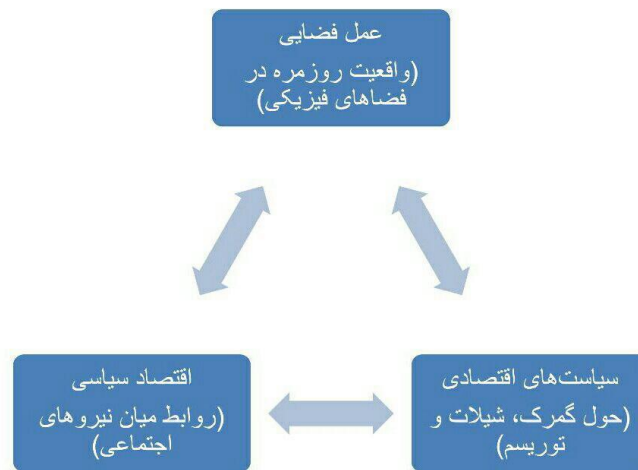 عمل فضایی
(واقعیت روزمره در
فضاهای فیزیکی)
سیاست‌های اقتصادی
(حول گمرک، شیلات و
توریسم)
اقتصاد سیاسی
(روابط میان نیروهای
اجتماعی)